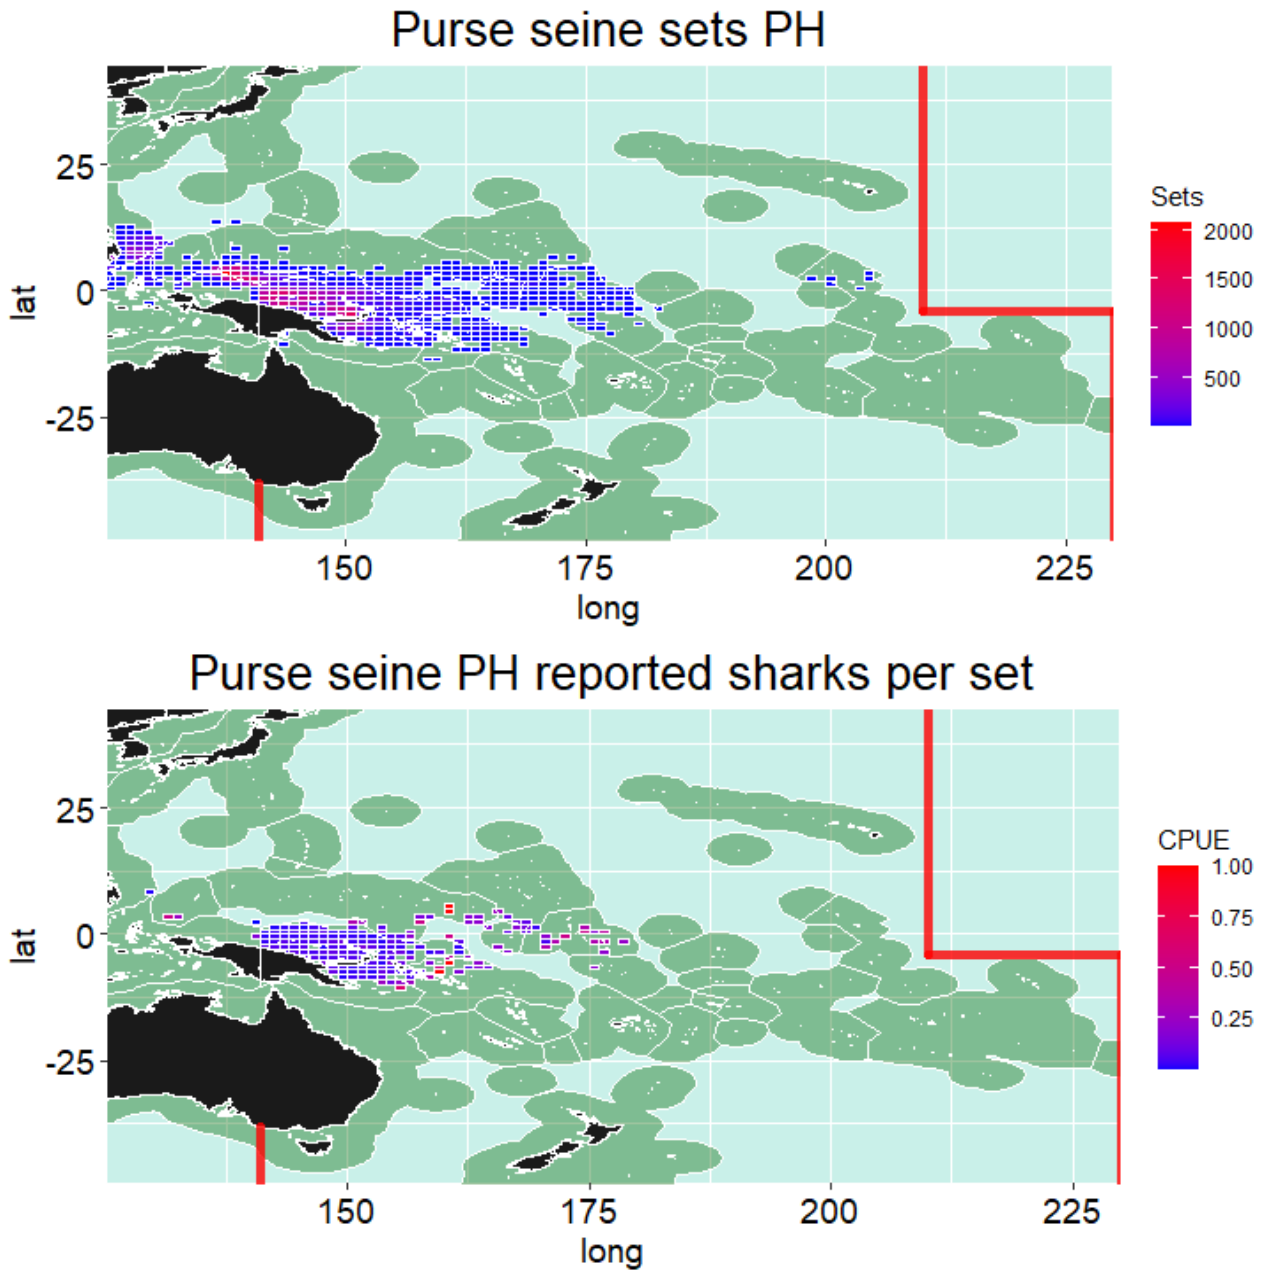 Purse seine sets PH
lat
25
0
-25
150 175 200 225
long
Sets
2000
1500
1000
500
Purse seine PH reported sharks per set
lat
25
0
-25
150 175 200 225
long
CPUE
1.00
0.75
0.50
0.25